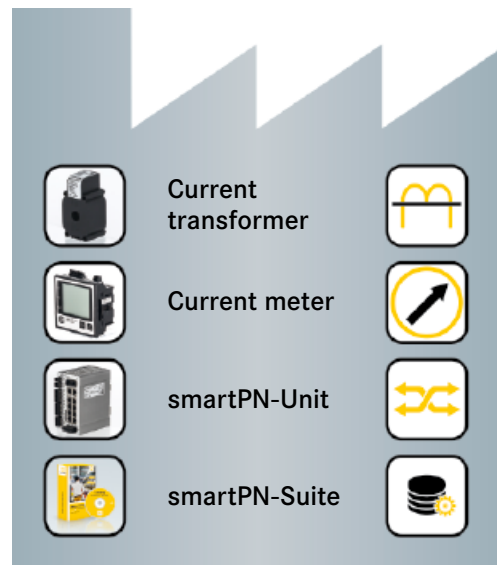 Current
transformer
Current meter
smartPN-Unit
smartPN-Suite